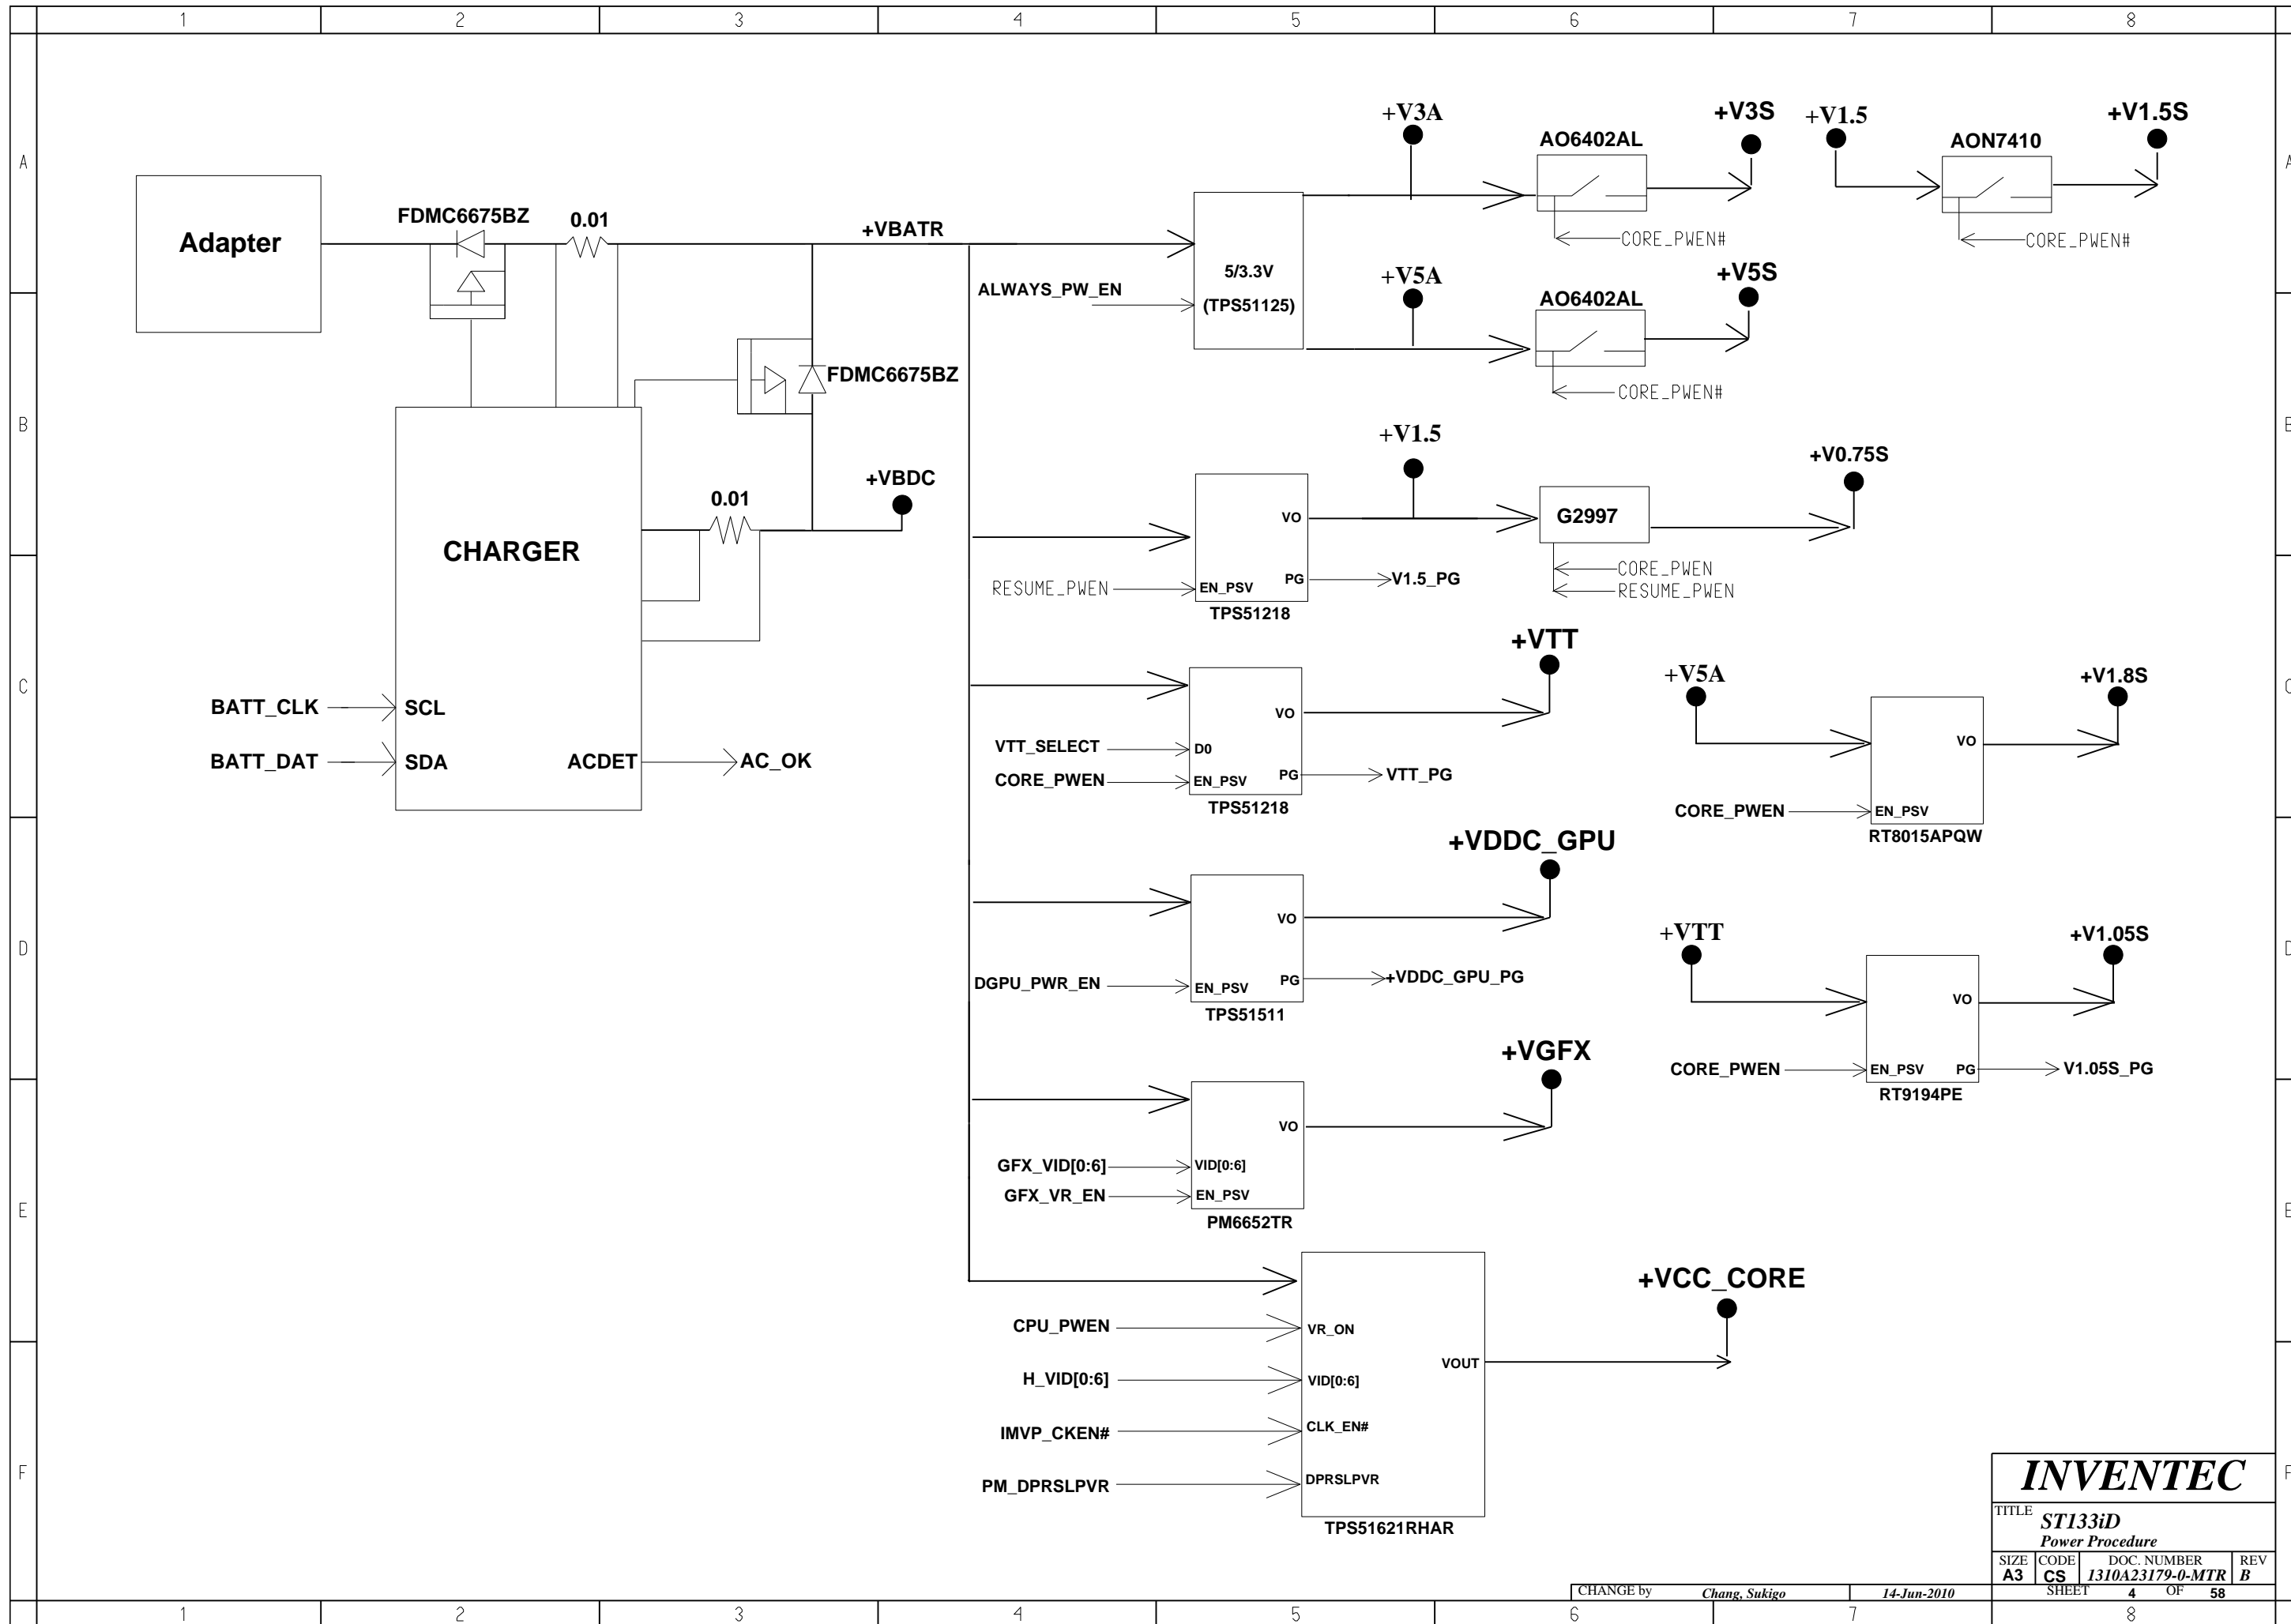 1 2 3 4 5 6 7 8
A
B
C
D
E
F
Adapter
FDMC6675BZ
0.01
+VBATR
FDMC6675BZ
0.01
+VBDC
CHARGER
BATT_CLK
SCL
BATT_DAT
SDA
ACDET
AC_OK
ALWAYS_PW_EN
5/3.3V
(TPS51125)
+V3A
AO6402AL
CORE_PWEN#
+V3S
+V1.5
AON7410
CORE_PWEN#
+V1.5S
+V5A
AO6402AL
CORE_PWEN#
+V5S
RESUME_PWEN
VO
EN_PSV
PG
TPS51218
+V1.5
V1.5_PG
G2997
CORE_PWEN
RESUME_PWEN
+V0.75S
VTT_SELECT
CORE_PWEN
VO
D0
EN_PSV
PG
TPS51218
+VTT
VTT_PG
+V5A
CORE_PWEN
VO
EN_PSV
RT8015APQW
+V1.8S
DGPU_PWR_EN
VO
EN_PSV
PG
TPS51511
+VDDC_GPU
+VDDC_GPU_PG
+VTT
CORE_PWEN
VO
EN_PSV
PG
RT9194PE
+V1.05S
V1.05S_PG
GFX_VID[0:6]
GFX_VR_EN
VO
VID[0:6]
EN_PSV
PM6652TR
+VGFX
CPU_PWEN
VR_ON
H_VID[0:6]
VID[0:6]
IMVP_CKEN#
CLK_EN#
PM_DPRSLPVR
DPRSLPVR
VOUT
TPS51621RHAR
+VCC_CORE
INVENTEC
TITLE
ST133iD
Power Procedure
SIZE CODE DOC. NUMBER REV
A3 CS 1310A23179-0-MTR B
CHANGE by Chang, Sukigo 14-Jun-2010 SHEET 4 OF 58
A
B
C
D
E
F
1 2 3 4 5 6 7 8